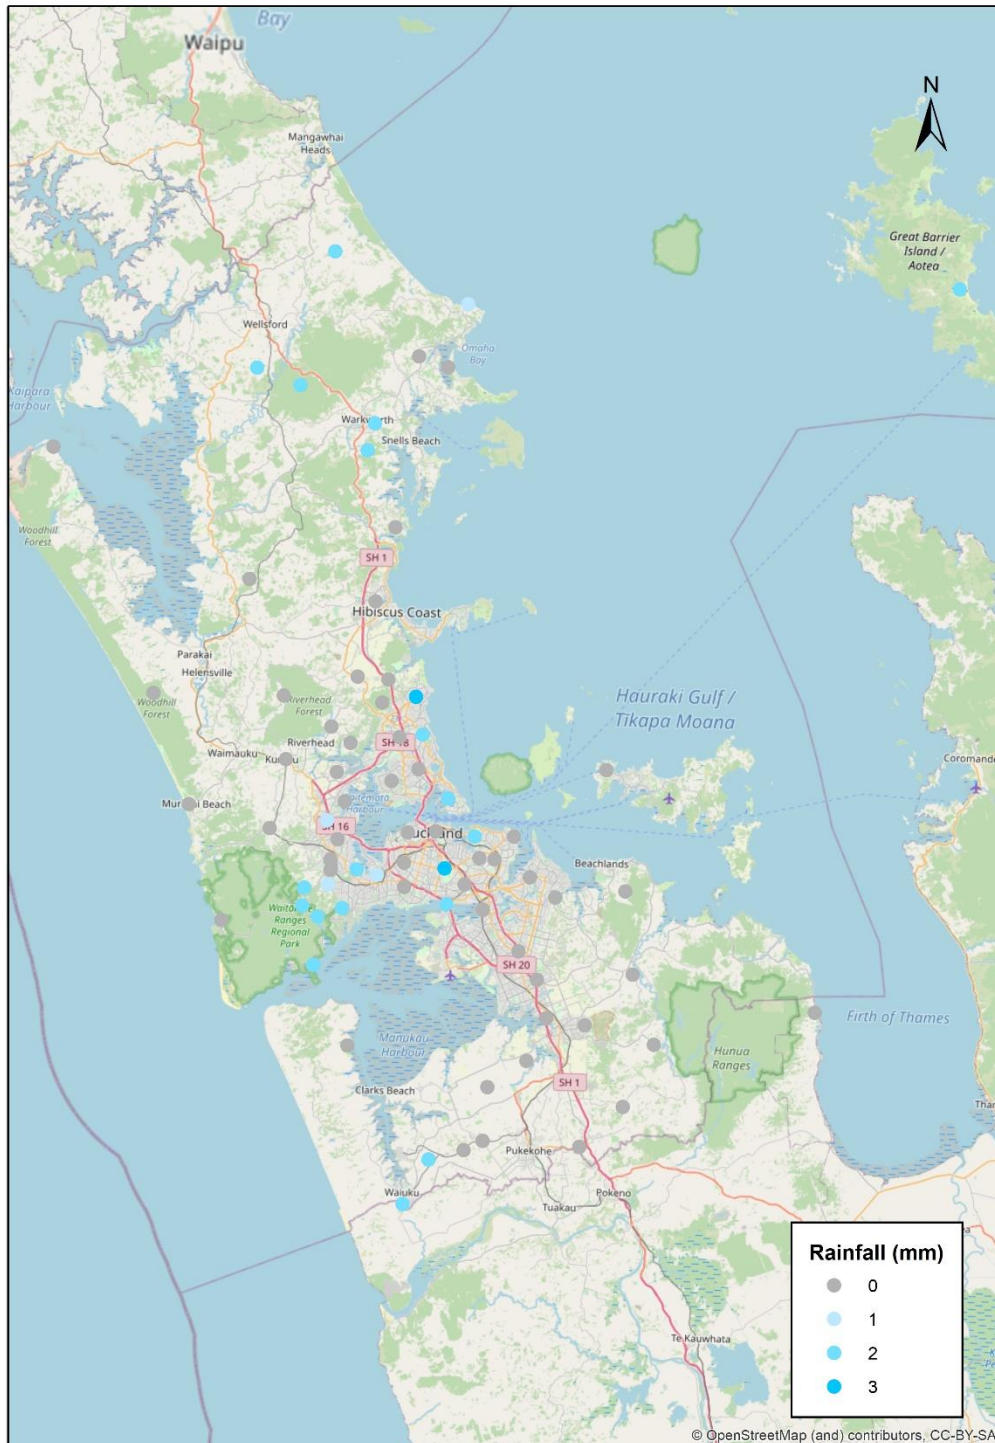 Bay
Waipu
N
Mangawhai
Heads
Great Barrier
Island /
Aotea
Wellsford
Omaha
Bay
Kaipara
Harbour
Warkworth
Snells Beach
Woodhill
Forest
SH 1
Hibiscus Coast
Parakai
Helensville
Woodhill
Forest
Riverhead
Forest
Hauraki Gulf /
Tikapa Moana
Riverhead
SH 18
Waimauku
Coromande
Beach
Harbour
SH 16
Beachlands
Ranges
Regional
Park
SH 20
Firth of Thames
Manukau
Harbour
Hunua
Ranges
Clarks Beach
SH 1
Tha
Pukekohe
Waiuku
Pokeno
Tuakau
Rainfall (mm)
0
1
2
3
Te Kauwhata
© OpenStreetMap (and) contributors, CC-BY-SA